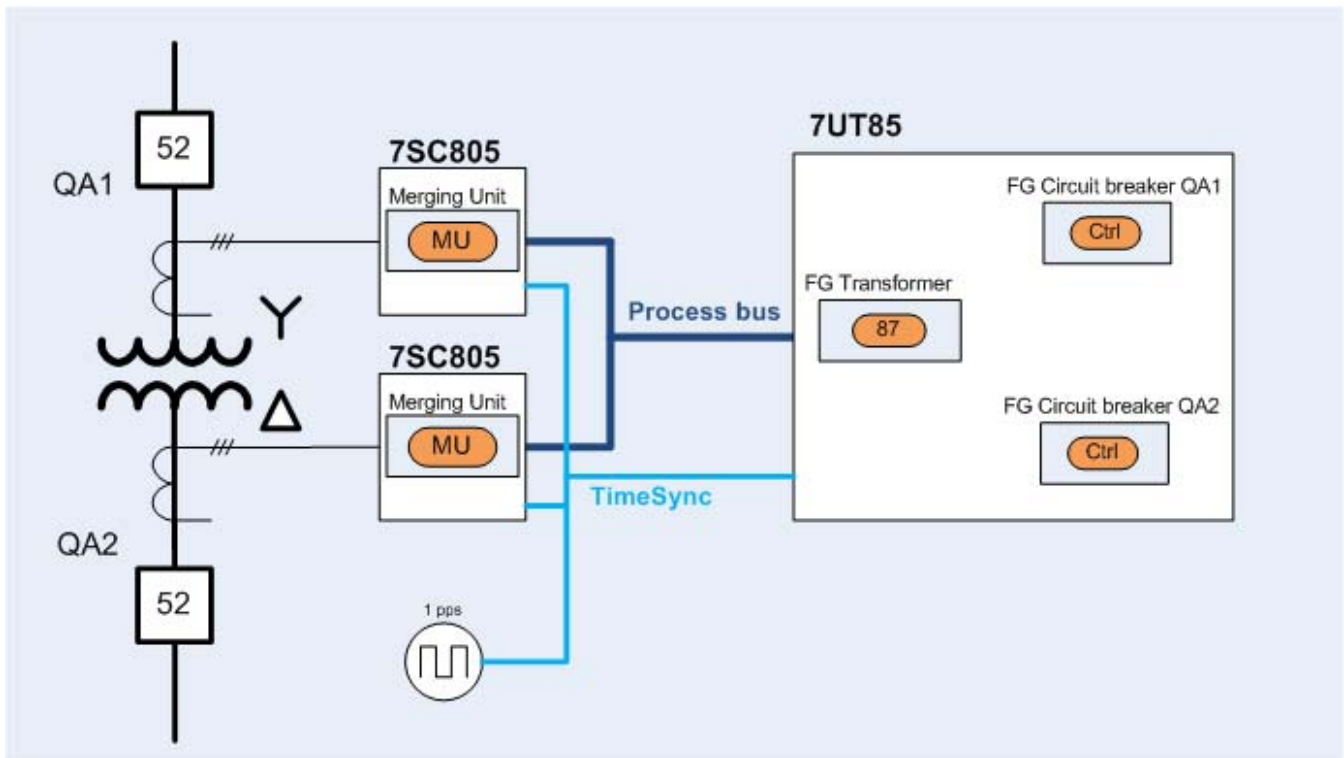 52
QA1
7SC805
Merging Unit
MU
7SC805
Merging Unit
MU
QA2
52
1 pps
Process bus
TimeSync
7UT85
FG Circuit breaker QA1
Ctrl
FG Transformer
87
FG Circuit breaker QA2
Ctrl